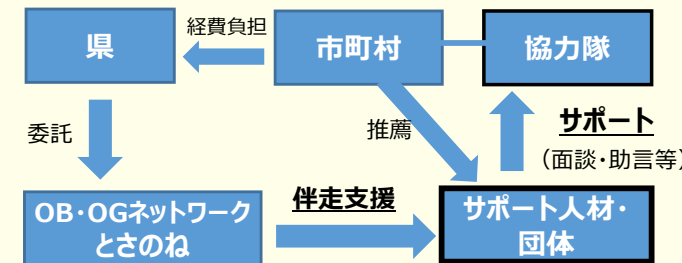 県
経費負担
市町村
協力隊
委託
推薦
サポート
（面談・助言等）
OB・OGネットワーク
とさのね
伴走支援
サポート人材・
団体